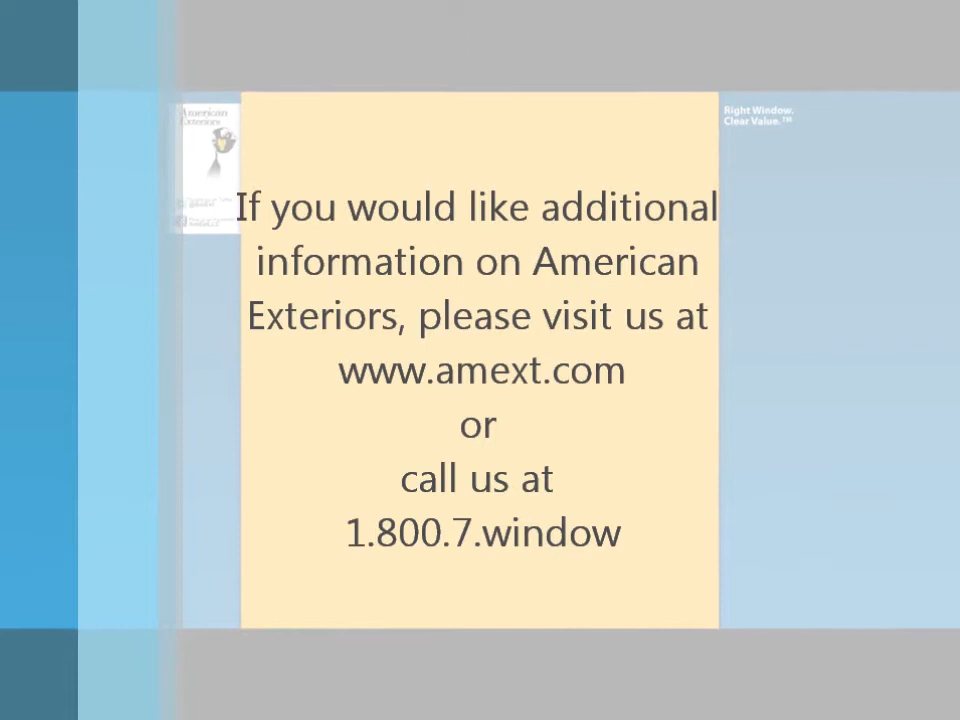 American
Exteriors
Right Window.
Clear Value.™
If you would like additional
information on American
Exteriors, please visit us at
www.amext.com
or
call us at
1.800.7.window